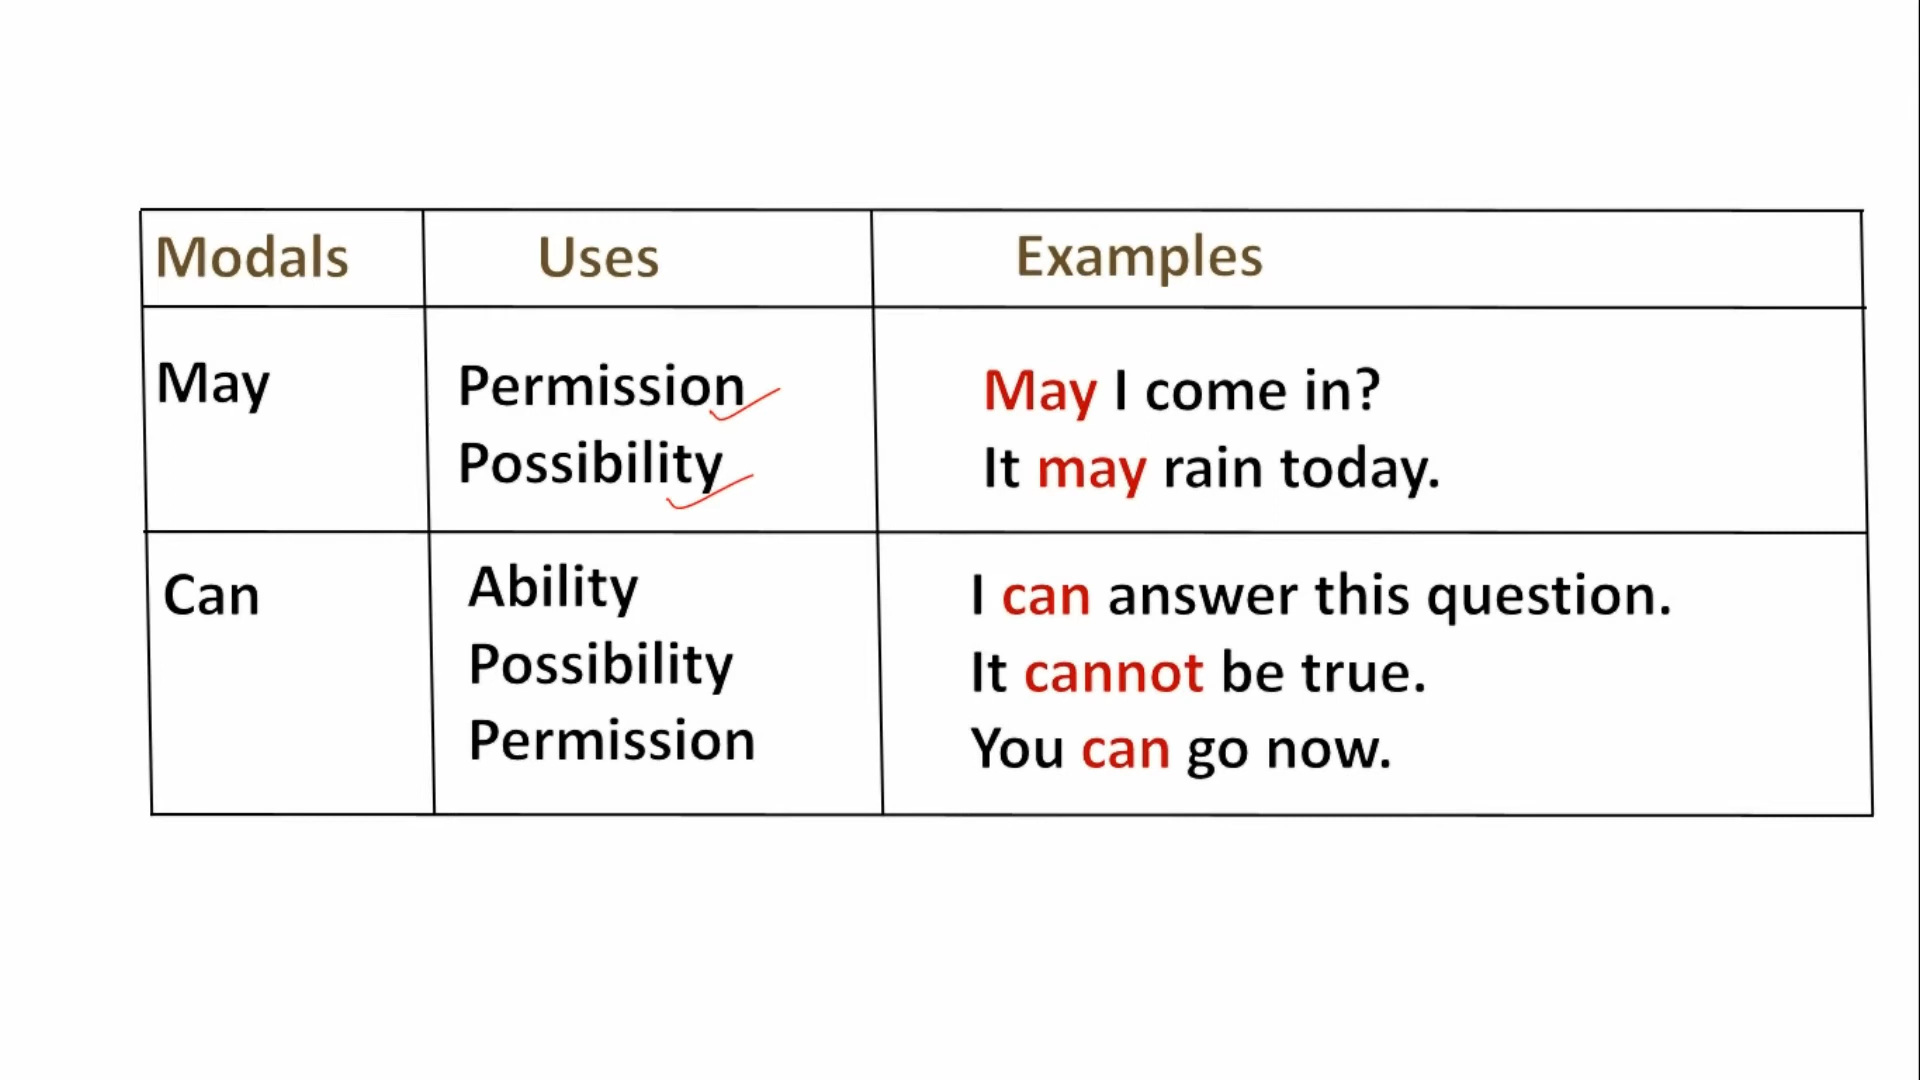 Modals Uses Examples
May Permission May I come in?
Possibility It may rain today.
Can Ability I can answer this question.
Possibility It cannot be true.
Permission You can go now.